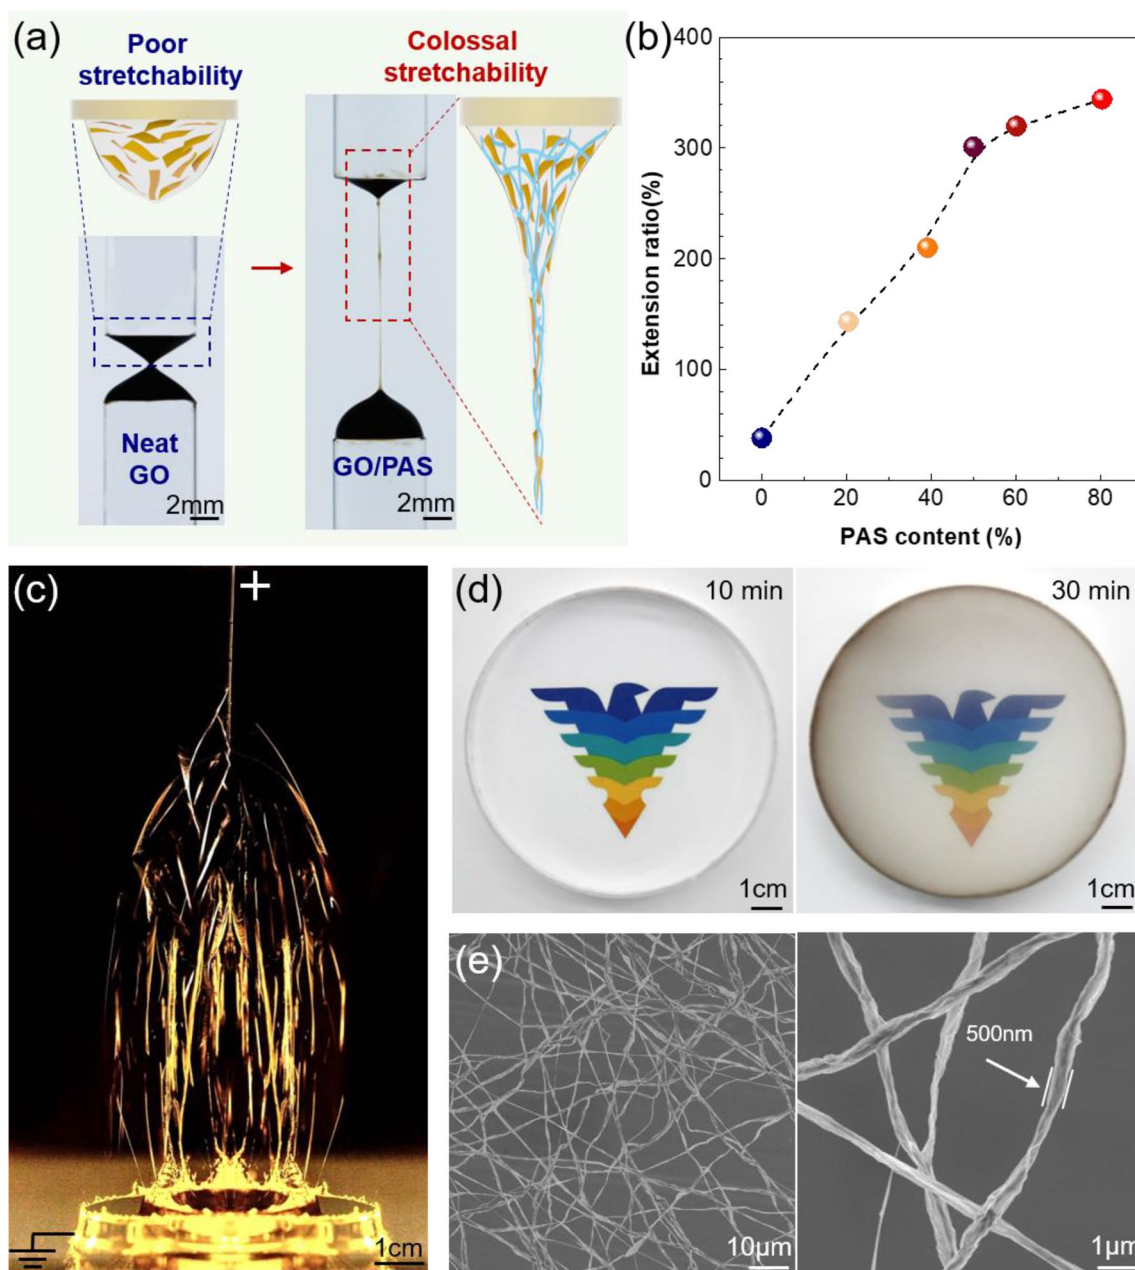 (a)
Poor
stretchability
Colossal
stretchability
Neat
GO
2mm
GO/PAS
2mm
(b)
Extension ratio(%)
400
300
200
100
0
0 20 40 60 80
PAS content (%)
(c)
+
1cm
(d)
10 min
1cm
30 min
1cm
(e)
10μm
500nm
1μm